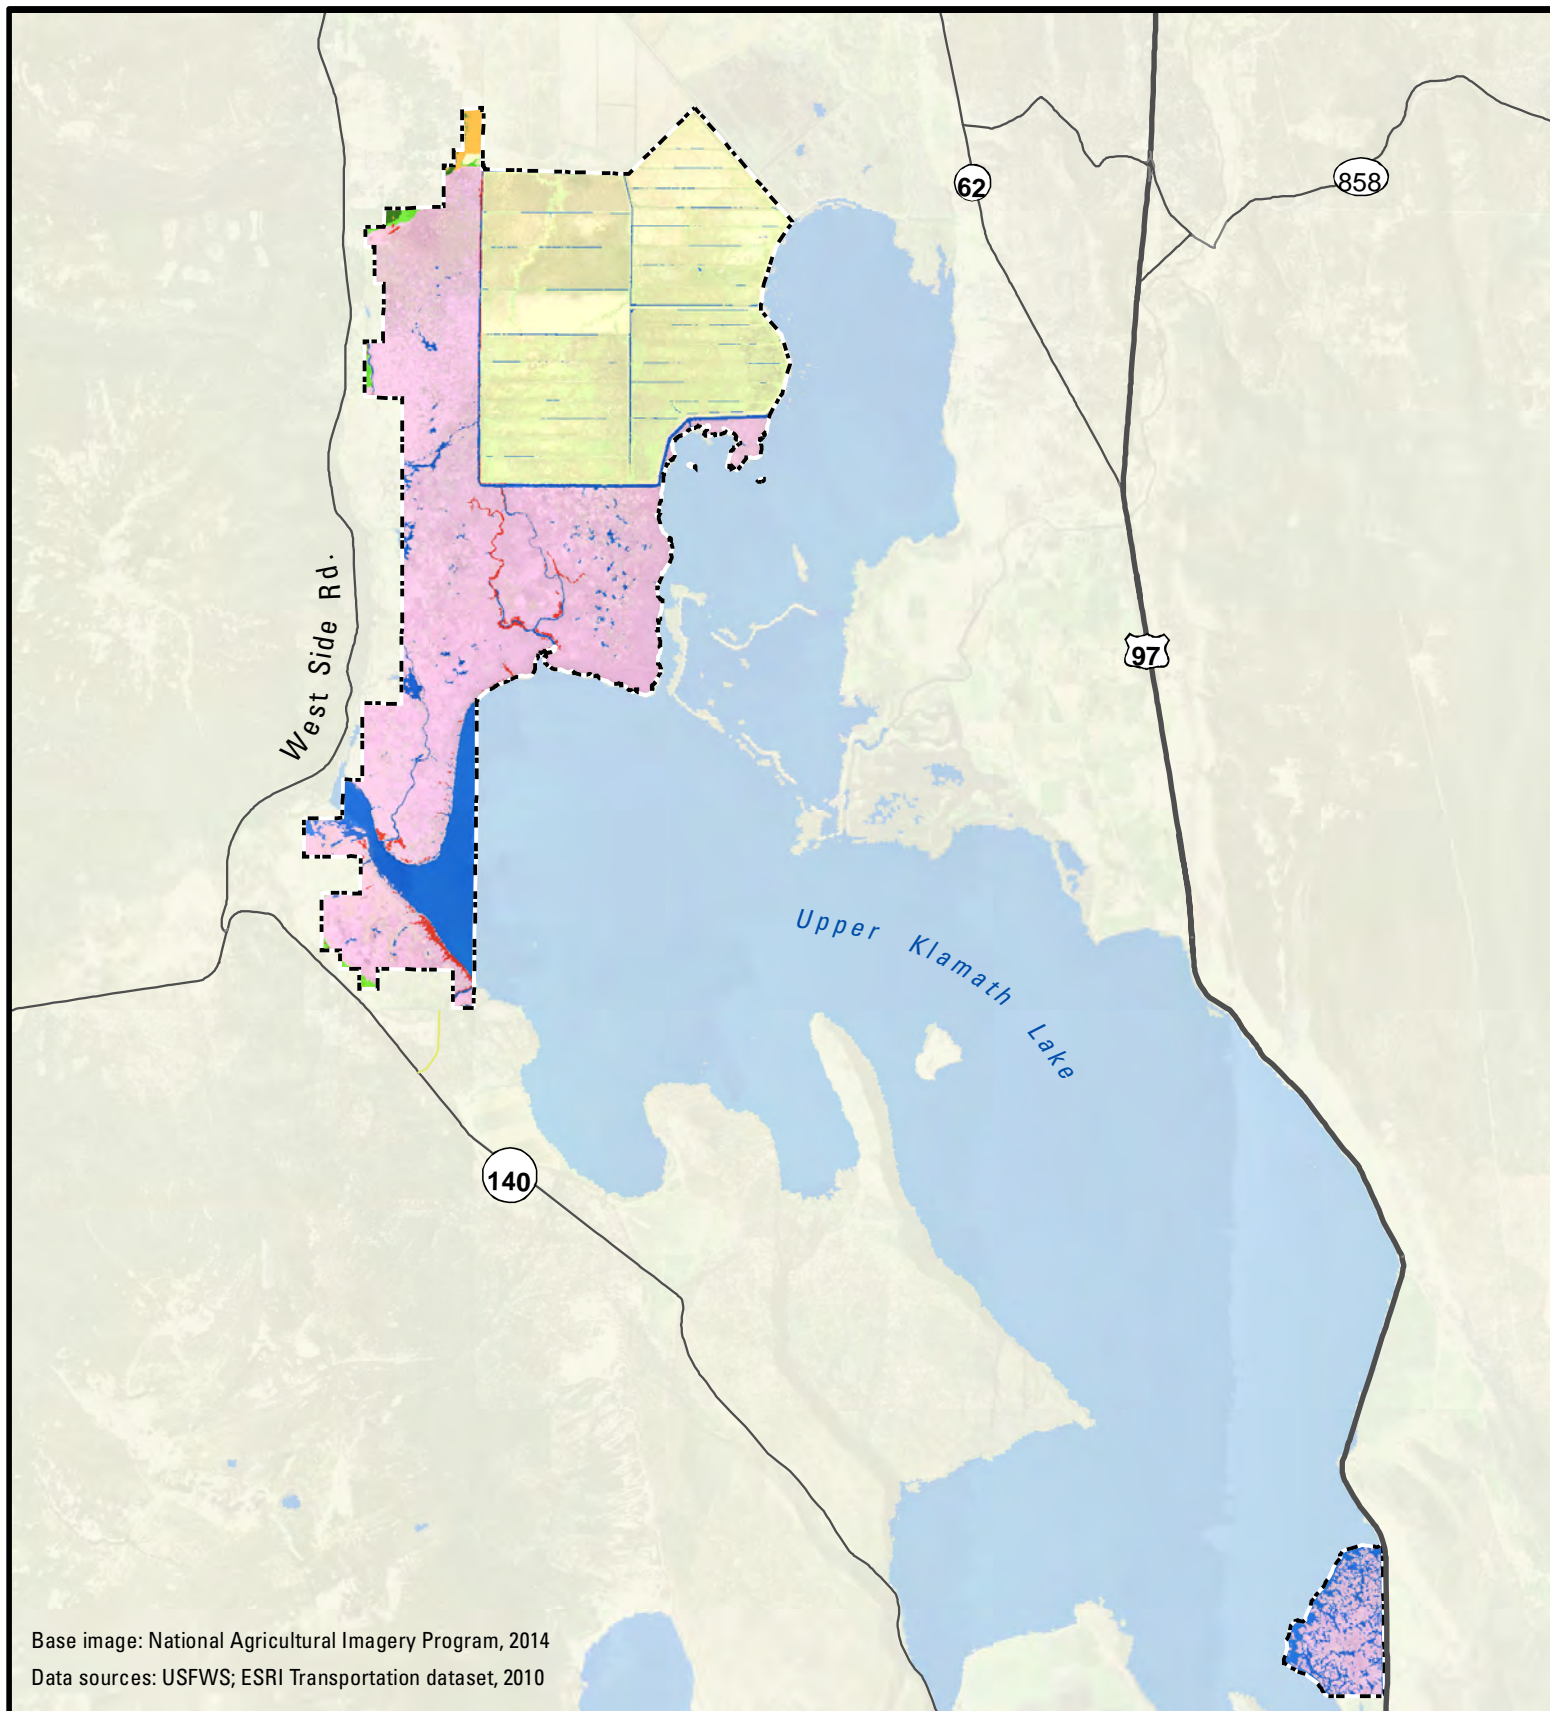 62
858
West Side Rd.
97
Upper Klamath Lake
140
Base image: National Agricultural Imagery Program, 2014
Data sources: USFWS; ESRI Transportation dataset, 2010